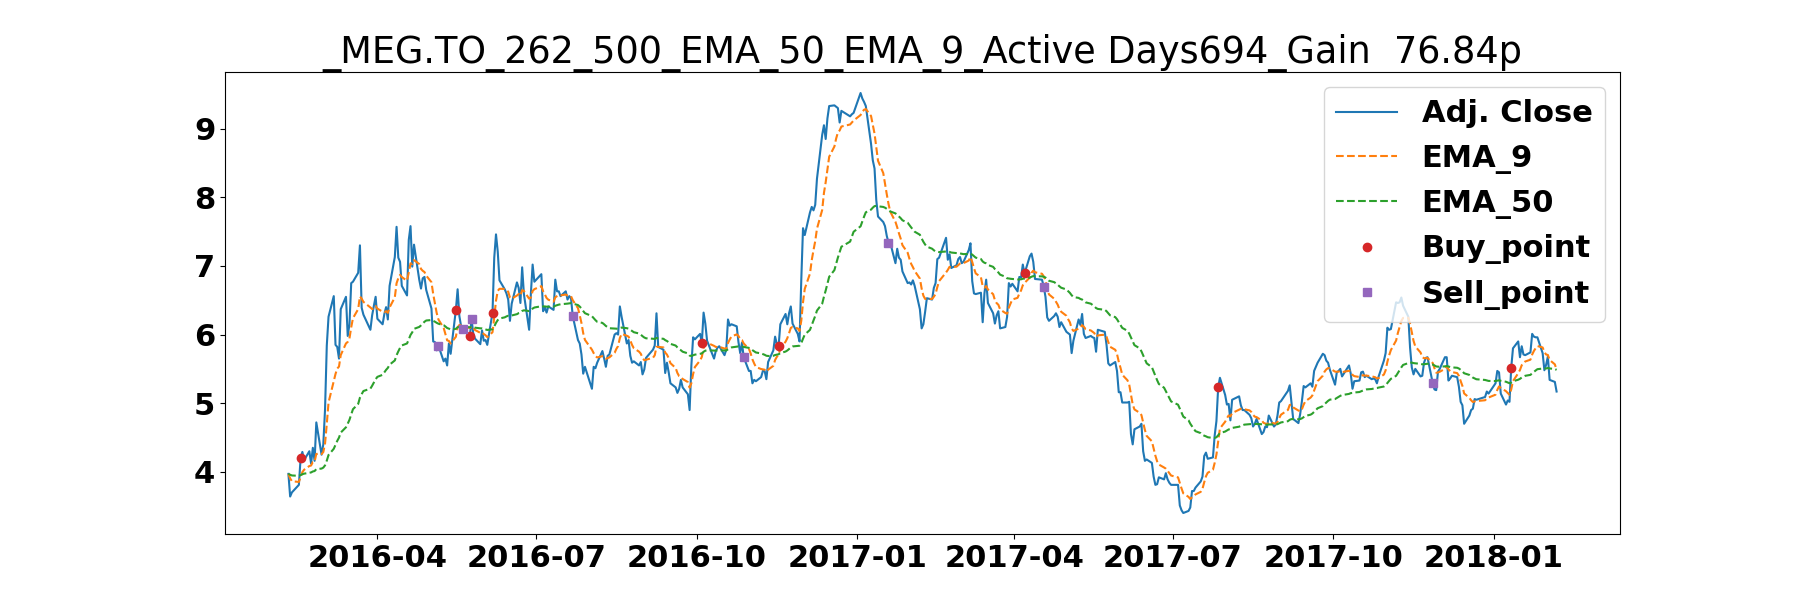 _MEG.TO_262_500_EMA_50_EMA_9_Active Days694_Gain  76.84p
Adj. Close
EMA_9
EMA_50
Buy_point
Sell_point
9
8
7
6
5
4
2016-04 2016-07 2016-10 2017-01 2017-04 2017-07 2017-10 2018-01